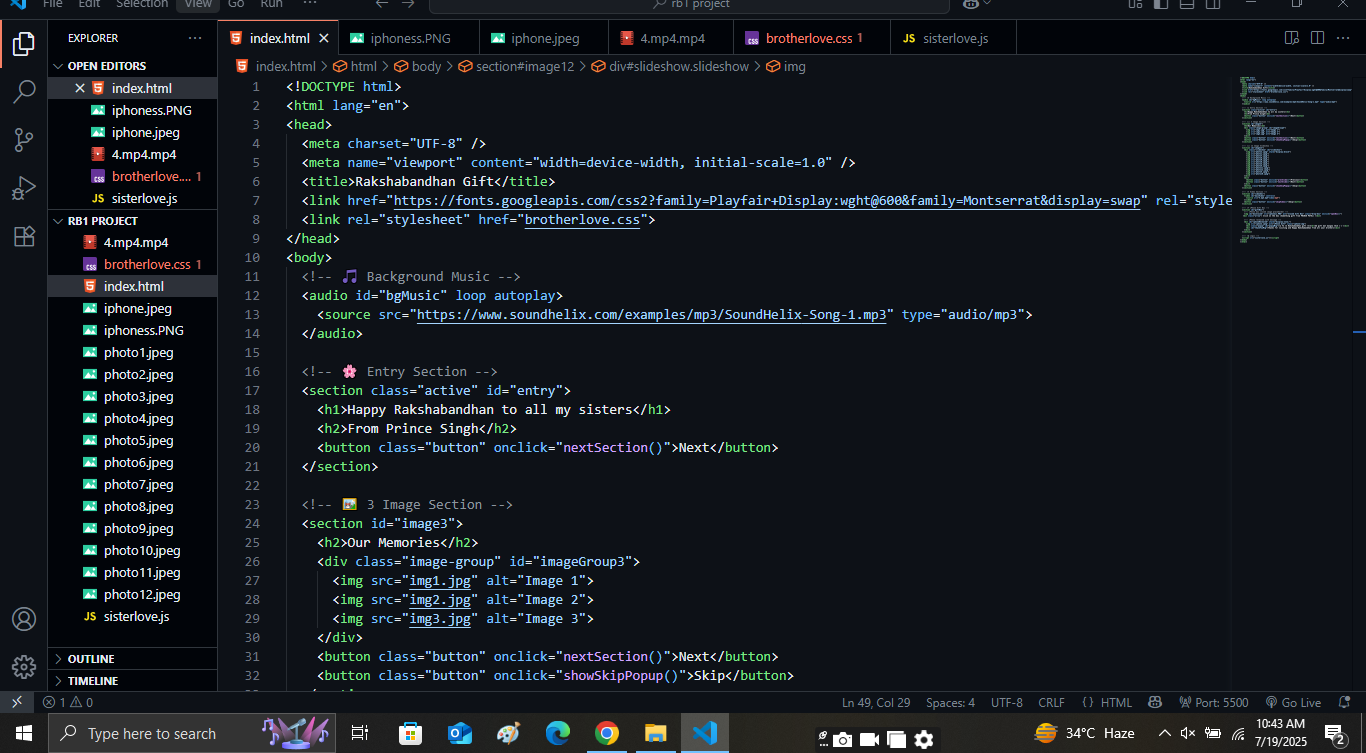 File Edit Selection View Go Run ··· rb1 project
EXPLORER ···
OPEN EDITORS
index.html
iphoness.PNG
iphone.jpeg
4.mp4.mp4
brotherlove.... 1
JS sisterlove.js
RB1 PROJECT
4.mp4.mp4
brotherlove.css 1
index.html
iphone.jpeg
iphoness.PNG
photo1.jpeg
photo2.jpeg
photo3.jpeg
photo4.jpeg
photo5.jpeg
photo6.jpeg
photo7.jpeg
photo8.jpeg
photo9.jpeg
photo10.jpeg
photo11.jpeg
photo12.jpeg
JS sisterlove.js
OUTLINE
TIMELINE
index.html iphoness.PNG iphone.jpeg 4.mp4.mp4 brotherlove.css 1 JS sisterlove.js
index.html > html > body > section#image12 > div#slideshow.slideshow > img
1 <!DOCTYPE html>
2 <html lang="en">
3 <head>
4 <meta charset="UTF-8" />
5 <meta name="viewport" content="width=device-width, initial-scale=1.0" />
6 <title>Rakshabandhan Gift</title>
7 <link href="https://fonts.googleapis.com/css2?family=Playfair+Display:wght@600&family=Montserrat&display=swap" rel="style
8 <link rel="stylesheet" href="brotherlove.css">
9 </head>
10 <body>
11 <!-- 🎵 Background Music -->
12 <audio id="bgMusic" loop autoplay>
13 <source src="https://www.soundhelix.com/examples/mp3/SoundHelix-Song-1.mp3" type="audio/mp3">
14 </audio>
15
16 <!-- 🌸 Entry Section -->
17 <section class="active" id="entry">
18 <h1>Happy Rakshabandhan to all my sisters</h1>
19 <h2>From Prince Singh</h2>
20 <button class="button" onclick="nextSection()">Next</button>
21 </section>
22
23 <!-- 🖼️ 3 Image Section -->
24 <section id="image3">
25 <h2>Our Memories</h2>
26 <div class="image-group" id="imageGroup3">
27 <img src="img1.jpg" alt="Image 1">
28 <img src="img2.jpg" alt="Image 2">
29 <img src="img3.jpg" alt="Image 3">
30 </div>
31 <button class="button" onclick="nextSection()">Next</button>
32 <button class="button" onclick="showSkipPopup()">Skip</button>
1 0 Ln 49, Col 29 Spaces: 4 UTF-8 CRLF {} HTML Port: 5500 Go Live
Type here to search 34°C Haze 10:43 AM
7/19/2025 2